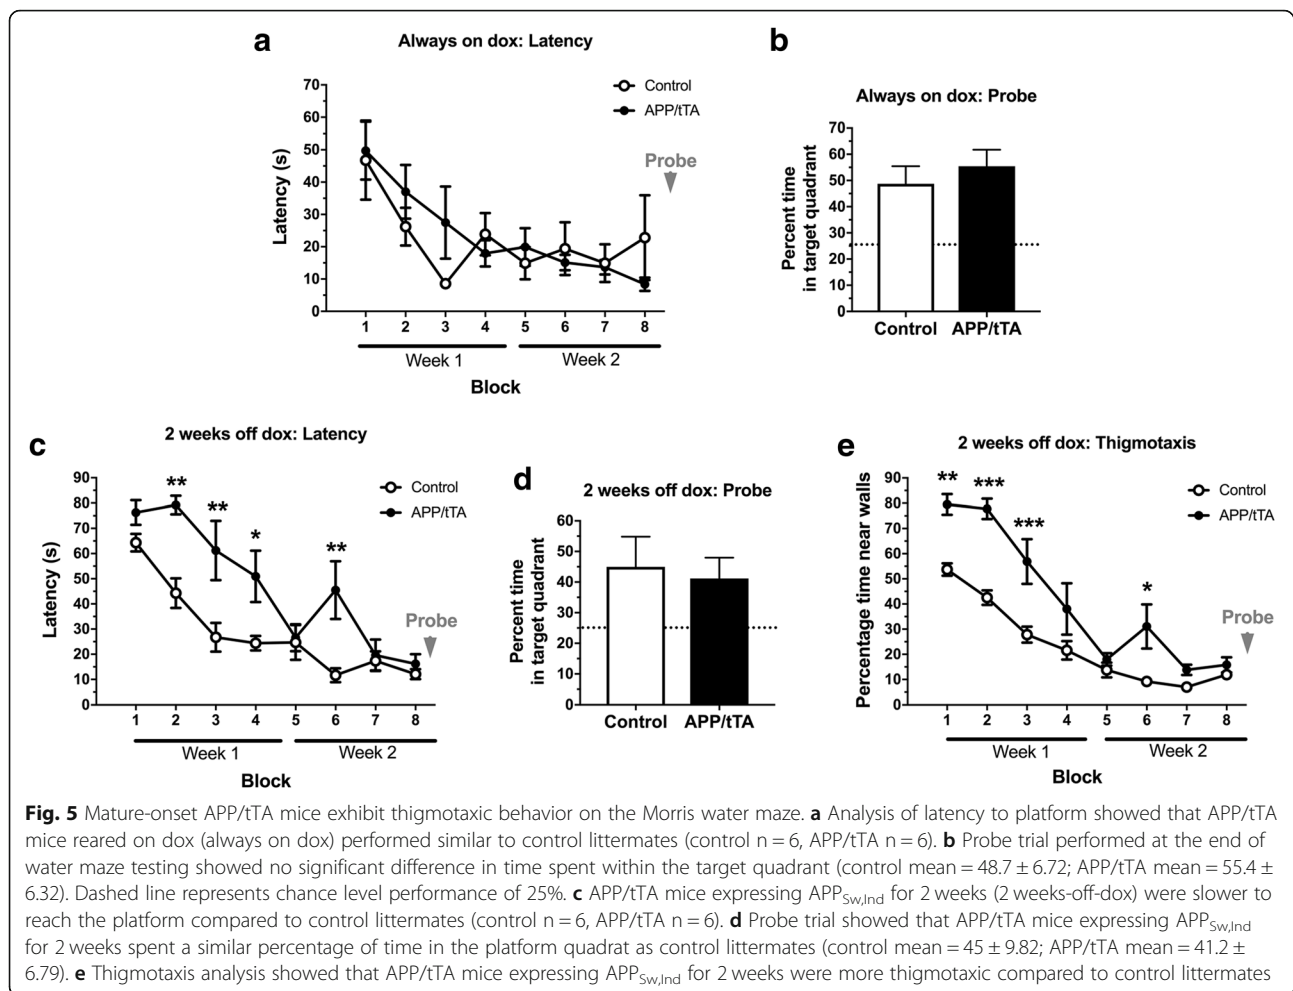 a
Always on dox: Latency
Control
APP/tTA
Probe
Latency (s)
70
60
50
40
30
20
10
0
1 2 3 4 5 6 7 8
Week 1 Week 2
Block
b
Always on dox: Probe
Percent time
in target quadrant
70
60
50
40
30
20
10
0
Control APP/tTA
c
2 weeks off dox: Latency
Control
APP/tTA
** ** * **
Probe
Latency (s)
90
80
70
60
50
40
30
20
10
0
1 2 3 4 5 6 7 8
Week 1 Week 2
Block
d
2 weeks off dox: Probe
Percent time
in target quadrant
60
50
40
30
20
10
0
Control APP/tTA
e
2 weeks off dox: Thigmotaxis
Control
APP/tTA
** *** *** *
Probe
Percentage time near walls
90
80
70
60
50
40
30
20
10
0
1 2 3 4 5 6 7 8
Week 1 Week 2
Block
Fig. 5 Mature-onset APP/tTA mice exhibit thigmotaxic behavior on the Morris water maze. a Analysis of latency to platform showed that APP/tTA
mice reared on dox (always on dox) performed similar to control littermates (control n = 6, APP/tTA n = 6). b Probe trial performed at the end of
water maze testing showed no significant difference in time spent within the target quadrant (control mean = 48.7 ± 6.72; APP/tTA mean = 55.4 ±
6.32). Dashed line represents chance level performance of 25%. c APP/tTA mice expressing APPSw,Ind for 2 weeks (2 weeks-off-dox) were slower to
reach the platform compared to control littermates (control n = 6, APP/tTA n = 6). d Probe trial showed that APP/tTA mice expressing APPSw,Ind
for 2 weeks spent a similar percentage of time in the platform quadrat as control littermates (control mean = 45 ± 9.82; APP/tTA mean = 41.2 ±
6.79). e Thigmotaxis analysis showed that APP/tTA mice expressing APPSw,Ind for 2 weeks were more thigmotaxic compared to control littermates